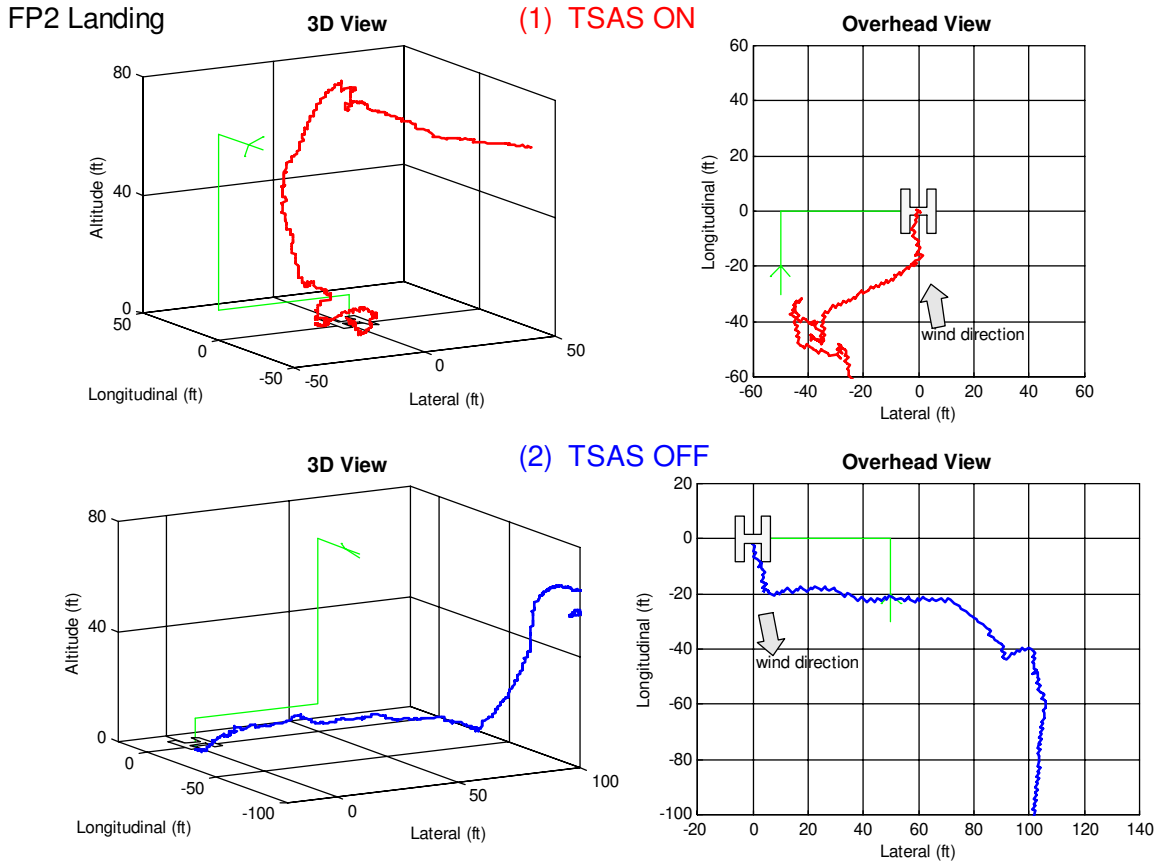 FP2 Landing
(1) TSAS ON
3D View
80
40
0
Altitude (ft)
50
0
-50
Longitudinal (ft)
-50
0
50
Lateral (ft)
Overhead View
60
40
20
0
-20
-40
-60
Longitudinal (ft)
H
wind direction
-60
-40
-20
0
20
40
60
Lateral (ft)
(2) TSAS OFF
3D View
80
40
0
Altitude (ft)
0
-50
-100
Longitudinal (ft)
0
50
100
Lateral (ft)
Overhead View
20
0
-20
-40
-60
-80
-100
Longitudinal (ft)
H
wind direction
-20
0
20
40
60
80
100
120
140
Lateral (ft)